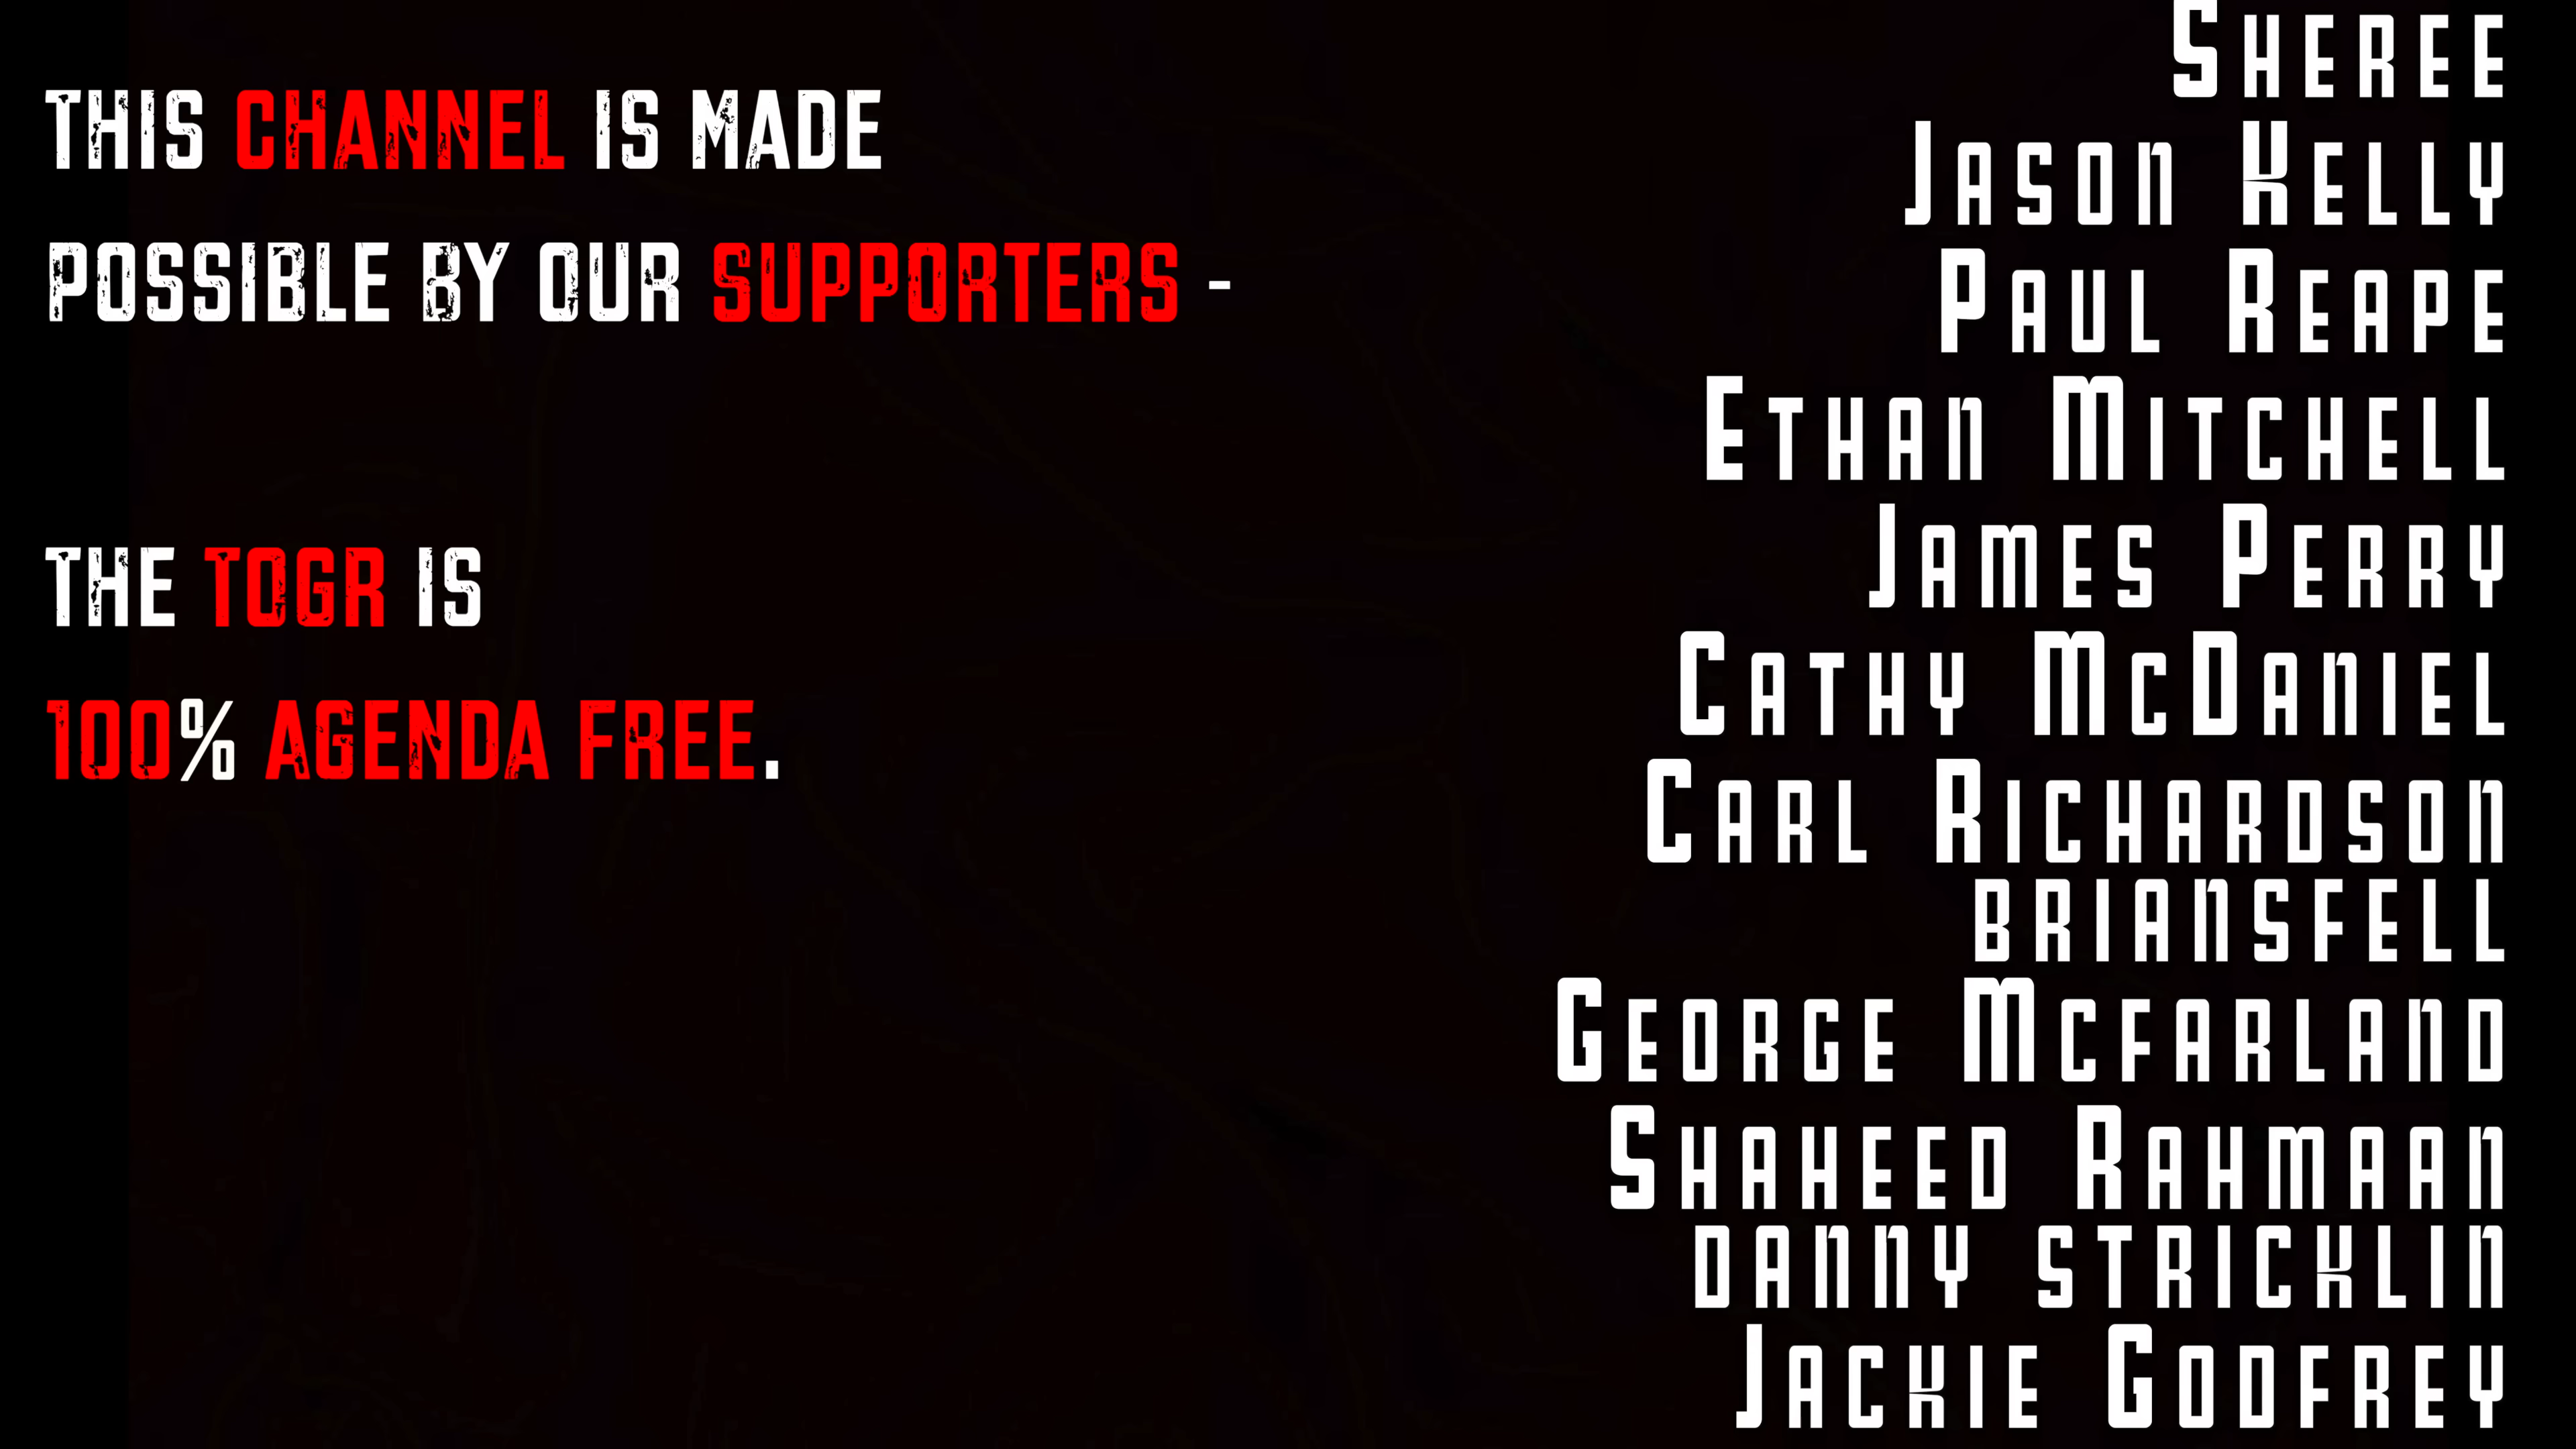 THIS CHANNEL IS MADE
POSSIBLE BY OUR SUPPORTERS -
THE TOGR IS
100% AGENDA FREE.
Sheree
Jason Kelly
Paul Reape
Ethan Mitchell
James Perry
Cathy McDaniel
Carl Richardson
briansfell
George Mcfarland
Shaheed Rahmaan
danny stricklin
Jackie Godfrey